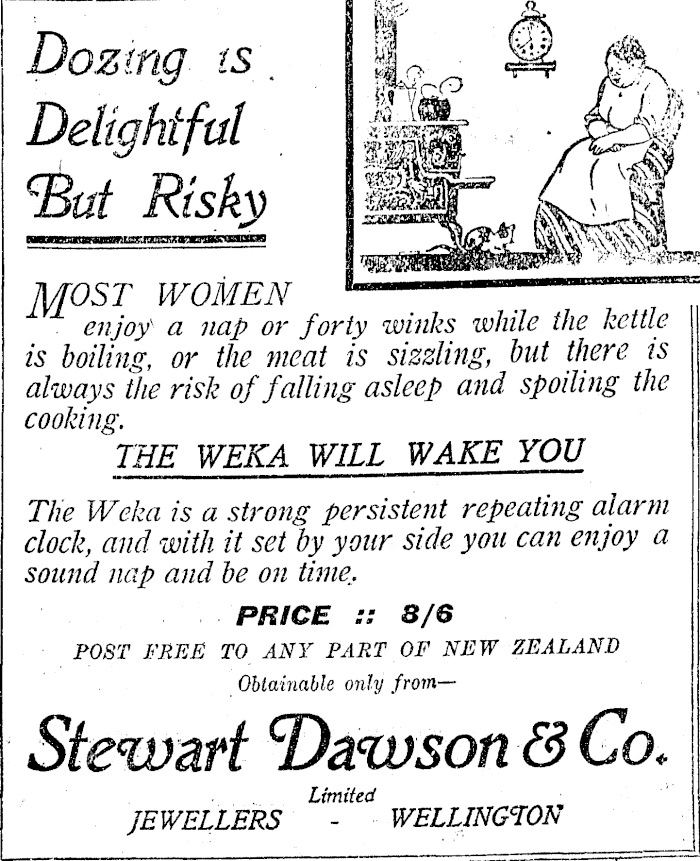 Dozing is
Delightful
But Risky
MOST WOMEN
enjoy a nap or forty winks while the kettle
is boiling, or the meat is sizzling, but there is
always the risk of falling asleep and spoiling the
cooking.
THE WEKA WILL WAKE YOU
The Weka is a strong persistent repeating alarm
clock, and with it set by your side you can enjoy a
sound nap and be on time.
PRICE :: 8/6
POST FREE TO ANY PART OF NEW ZEALAND
Obtainable only from—
Stewart Dawson & Co.
Limited
JEWELLERS - WELLINGTON